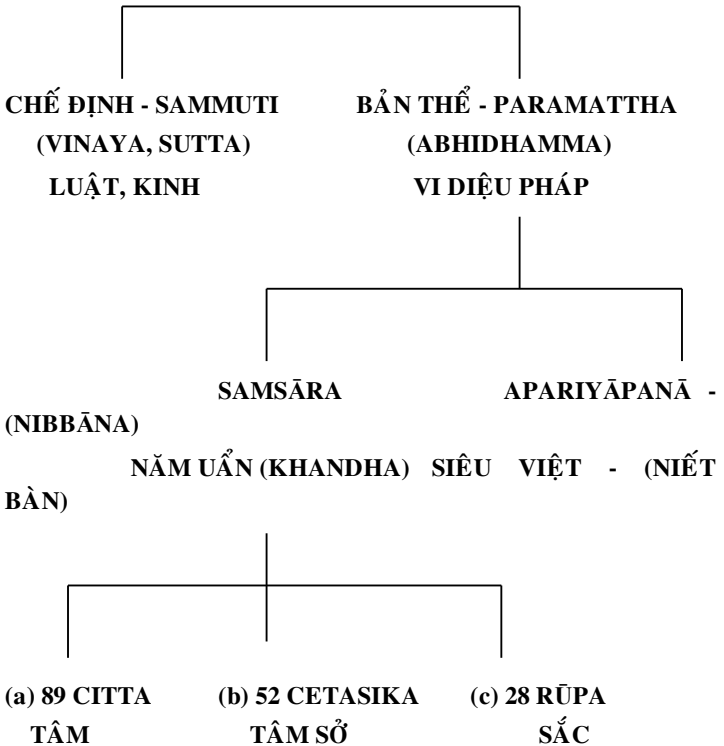 CHẾ ĐỊNH - SAMMUTI BẢN THỂ - PARAMATTHA
(VINAYA, SUTTA) (ABHIDHAMMA)
LUẬT, KINH VI DIỆU PHÁP
SAMSĀRA APARIYĀPANĀ -
(NIBBĀNA)
NĂM UẨN (KHANDHA) SIÊU VIỆT - (NIẾT
BÀN)
(a) 89 CITTA (b) 52 CETASIKA (c) 28 RŪPA
TÂM TÂM SỞ SẮC